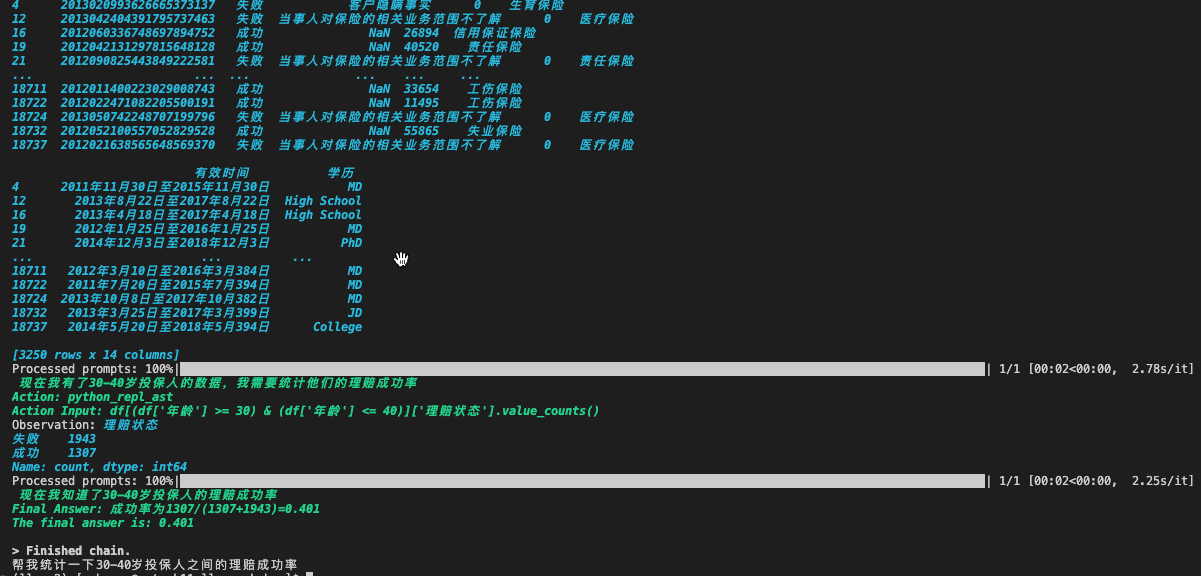 4      2013020993626665373137   失败            客户隐瞒事实      0    生育保险
12     2013042404391795737463   失败  当事人对保险的相关业务范围不了解      0    医疗保险
16     2012060336748697894752   成功               NaN  26894  信用保证保险
19     2012042131297815648128   成功               NaN  40520    责任保险
21     2012090825443849222581   失败  当事人对保险的相关业务范围不了解      0    责任保险
...                       ...  ...               ...    ...     ...
18711  2012011400223029008743   成功               NaN  33654    工伤保险
18722  2012022471082205500191   成功               NaN  11495    工伤保险
18724  2013050742248707199796   失败  当事人对保险的相关业务范围不了解      0    医疗保险
18732  2012052100557052829528   成功               NaN  55865    失业保险
18737  2012021638565648569370   失败  当事人对保险的相关业务范围不了解      0    医疗保险
有效时间           学历
4      2011年11月30日至2015年11月30日           MD
12       2013年8月22日至2017年8月22日  High School
16       2013年4月18日至2017年4月18日  High School
19       2012年1月25日至2016年1月25日           MD
21       2014年12月3日至2018年12月3日          PhD
...                        ...          ...
18711   2012年3月10日至2016年3月384日           MD
18722   2011年7月20日至2015年7月394日           MD
18724  2013年10月8日至2017年10月382日           MD
18732   2013年3月25日至2017年3月399日           JD
18737   2014年5月20日至2018年5月394日      College
[3250 rows x 14 columns]
Processed prompts: 100%| | 1/1 [00:02<00:00,  2.78s/it]
现在我有了30-40岁投保人的数据, 我需要统计他们的理赔成功率
Action: python_repl_ast
Action Input: df[(df['年龄'] >= 30) & (df['年龄'] <= 40)]['理赔状态'].value_counts()
Observation: 理赔状态
失败    1943
成功    1307
Name: count, dtype: int64
Processed prompts: 100%| | 1/1 [00:02<00:00,  2.25s/it]
现在我知道了30-40岁投保人的理赔成功率
Final Answer: 成功率为1307/(1307+1943)=0.401
The final answer is: 0.401
> Finished chain.
帮我统计一下30-40岁投保人之间的理赔成功率